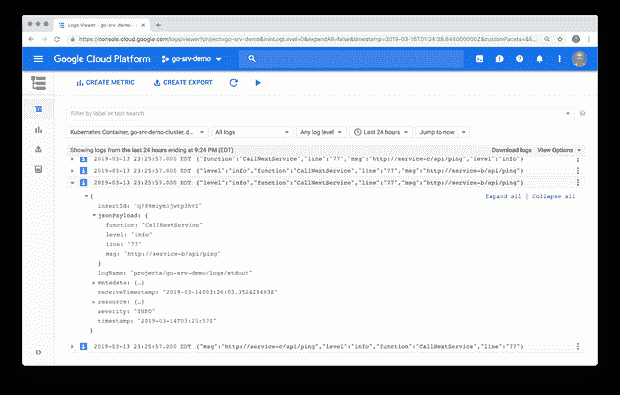 Logs Viewer - go-srv-demo
https://console.cloud.google.com/logs/viewer?project=go-srv-demo&minLogLevel=0&expandAll=false&timestamp=2019-03-15T01:24:38.644000000Z&customFacets=&li
Google Cloud Platform go-srv-demo
CREATE METRIC CREATE EXPORT
Filter by label or text search
Kubernetes Container, go-srv-demo-cluster, d... All logs Any log level Last 24 hours Jump to now
Showing logs from the last 24 hours ending at 9:24 PM (EDT) Download logs View Options
2019-03-13 23:25:57.000 EDT {"function":"CallNextService","line":"77","msg":"http://service-c/api/ping","level":"info"}
2019-03-13 23:25:57.000 EDT {"level":"info","function":"CallNextService","line":"77","msg":"http://service-b/api/ping"}
2019-03-13 23:25:57.000 EDT {"level":"info","function":"CallNextService","line":"77","msg":"http://service-b/api/ping"}
{ Expand all | Collapse all
insertId:
jsonPayload: {
function: "CallNextService"
level: "info"
line: "77"
msg: "http://service-b/api/ping"
}
logName: "projects/go-srv-demo/logs/stdout"
metadata: {…}
receiveTimestamp: "2019-03-14T03:26:03.352429493Z"
resource: {…}
severity: "INFO"
timestamp: "2019-03-14T03:25:57Z"
}
2019-03-13 23:25:57.000 EDT {"msg":"http://service-b/api/ping","level":"info","function":"CallNextService","line":"77"}